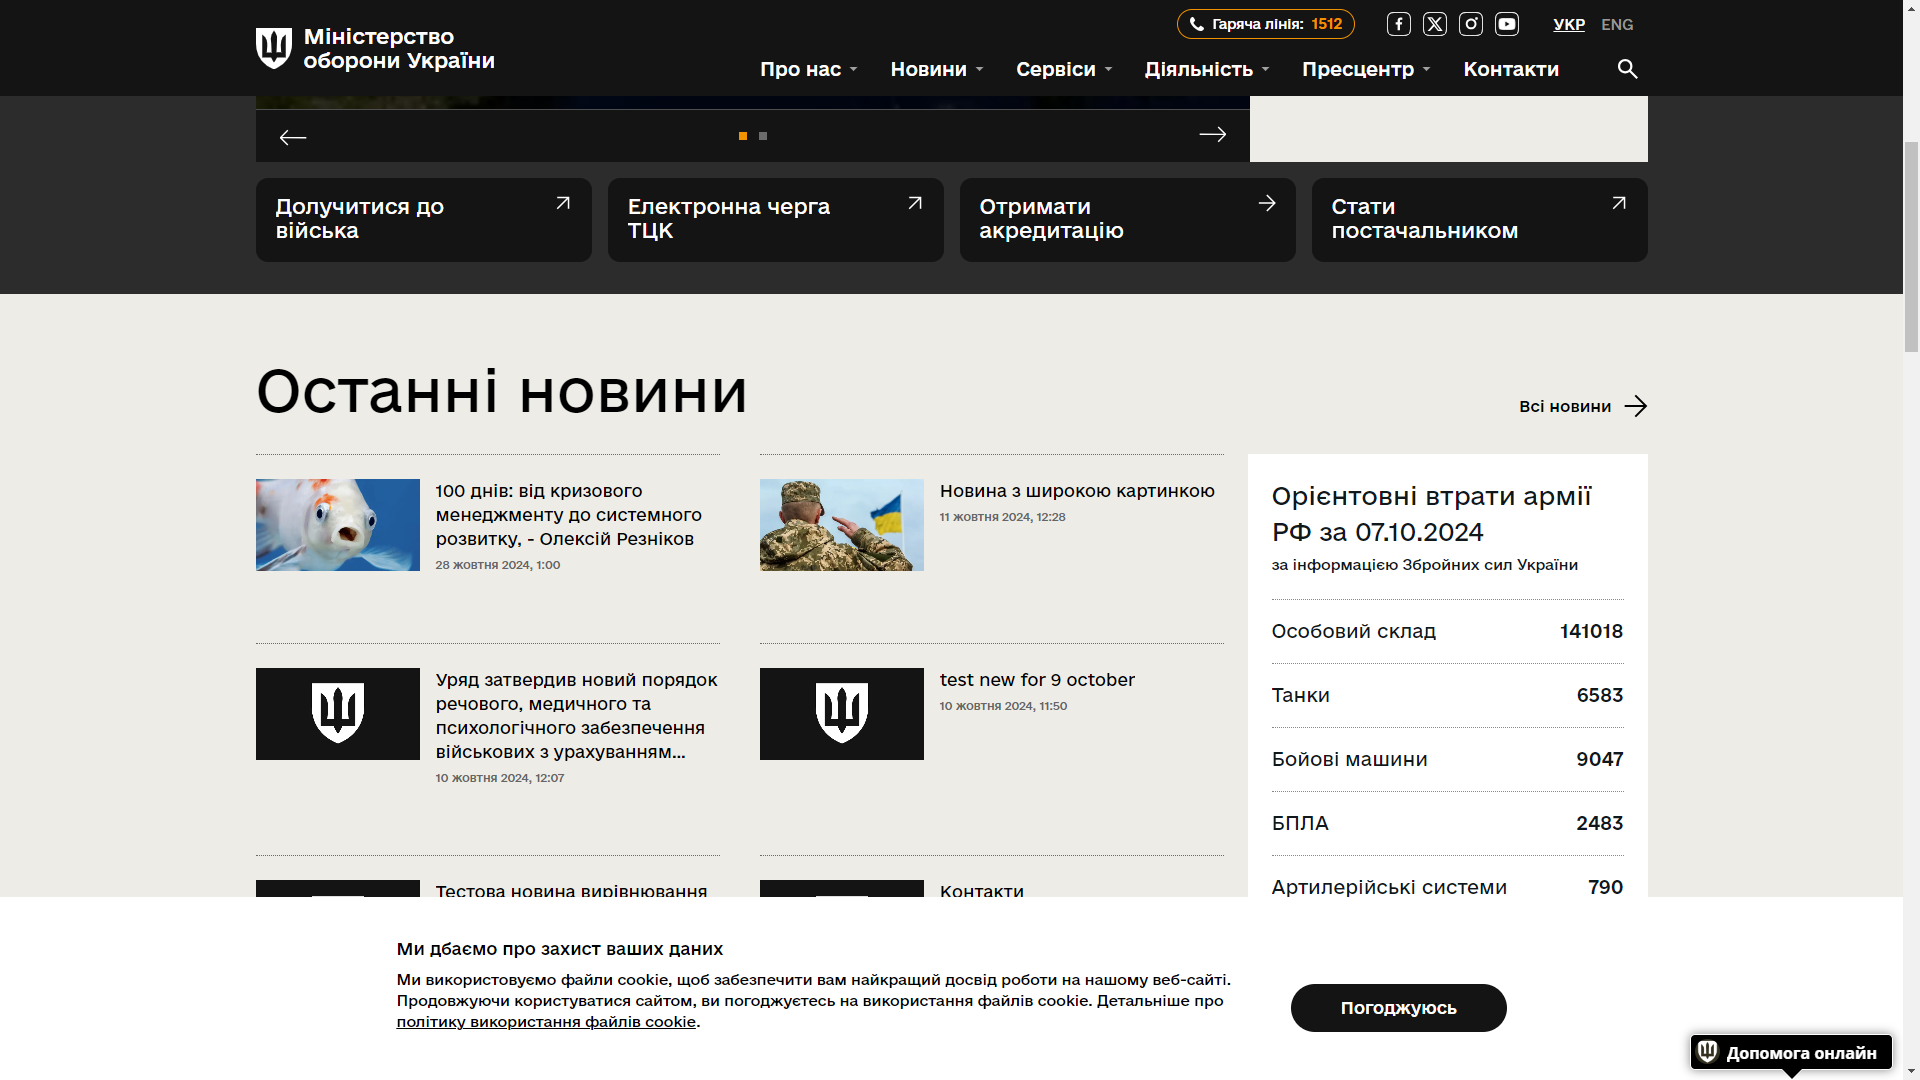 Міністерство
оборони України
Гаряча лінія: 1512
УКР ENG
Про нас
Новини
Сервіси
Діяльність
Пресцентр
Контакти
Долучитися до
війська
Електронна черга
ТЦК
Отримати
акредитацію
Стати
постачальником
Останні новини
Всі новини
100 днів: від кризового
менеджменту до системного
розвитку, - Олексій Резніков
28 жовтня 2024, 1:00
Новина з широкою картинкою
11 жовтня 2024, 12:28
Уряд затвердив новий порядок
речового, медичного та
психологічного забезпечення
військових з урахуванням...
10 жовтня 2024, 12:07
test new for 9 october
10 жовтня 2024, 11:50
Тестова новина вирівнювання
Контакти
Орієнтовні втрати армії
РФ за 07.10.2024
за інформацією Збройних сил України
Особовий склад 141018
Танки 6583
Бойові машини 9047
БПЛА 2483
Артилерійські системи 790
Ми дбаємо про захист ваших даних
Ми використовуємо файли cookie, щоб забезпечити вам найкращий досвід роботи на нашому веб-сайті.
Продовжуючи користуватися сайтом, ви погоджуєтесь на використання файлів cookie. Детальніше про
політику використання файлів cookie.
Погоджуюсь
Допомога онлайн